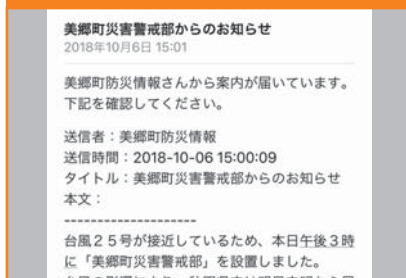 美郷町災害警戒部からのお知らせ
2018年10月6日 15:01
美郷町防災情報さんから案内が届いています。
下記を確認してください。
送信者：美郷町防災情報
送信時間：2018-10-06 15:00:09
タイトル：美郷町災害警戒部からのお知らせ
本文：
--------------------
台風２５号が接近しているため、本日午後３時
に「美郷町災害警戒部」を設置しました。